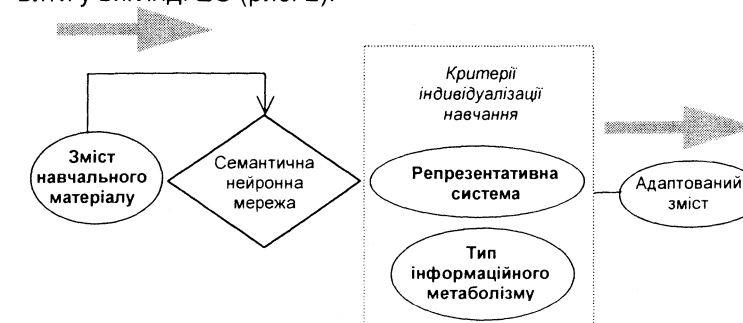 Критерії
індивідуалізації
навчання
Зміст
навчального
матеріалу
Семантична
нейронна
мережа
Репрезентативна
система
Адаптований
зміст
Тип
інформаційного
метаболізму